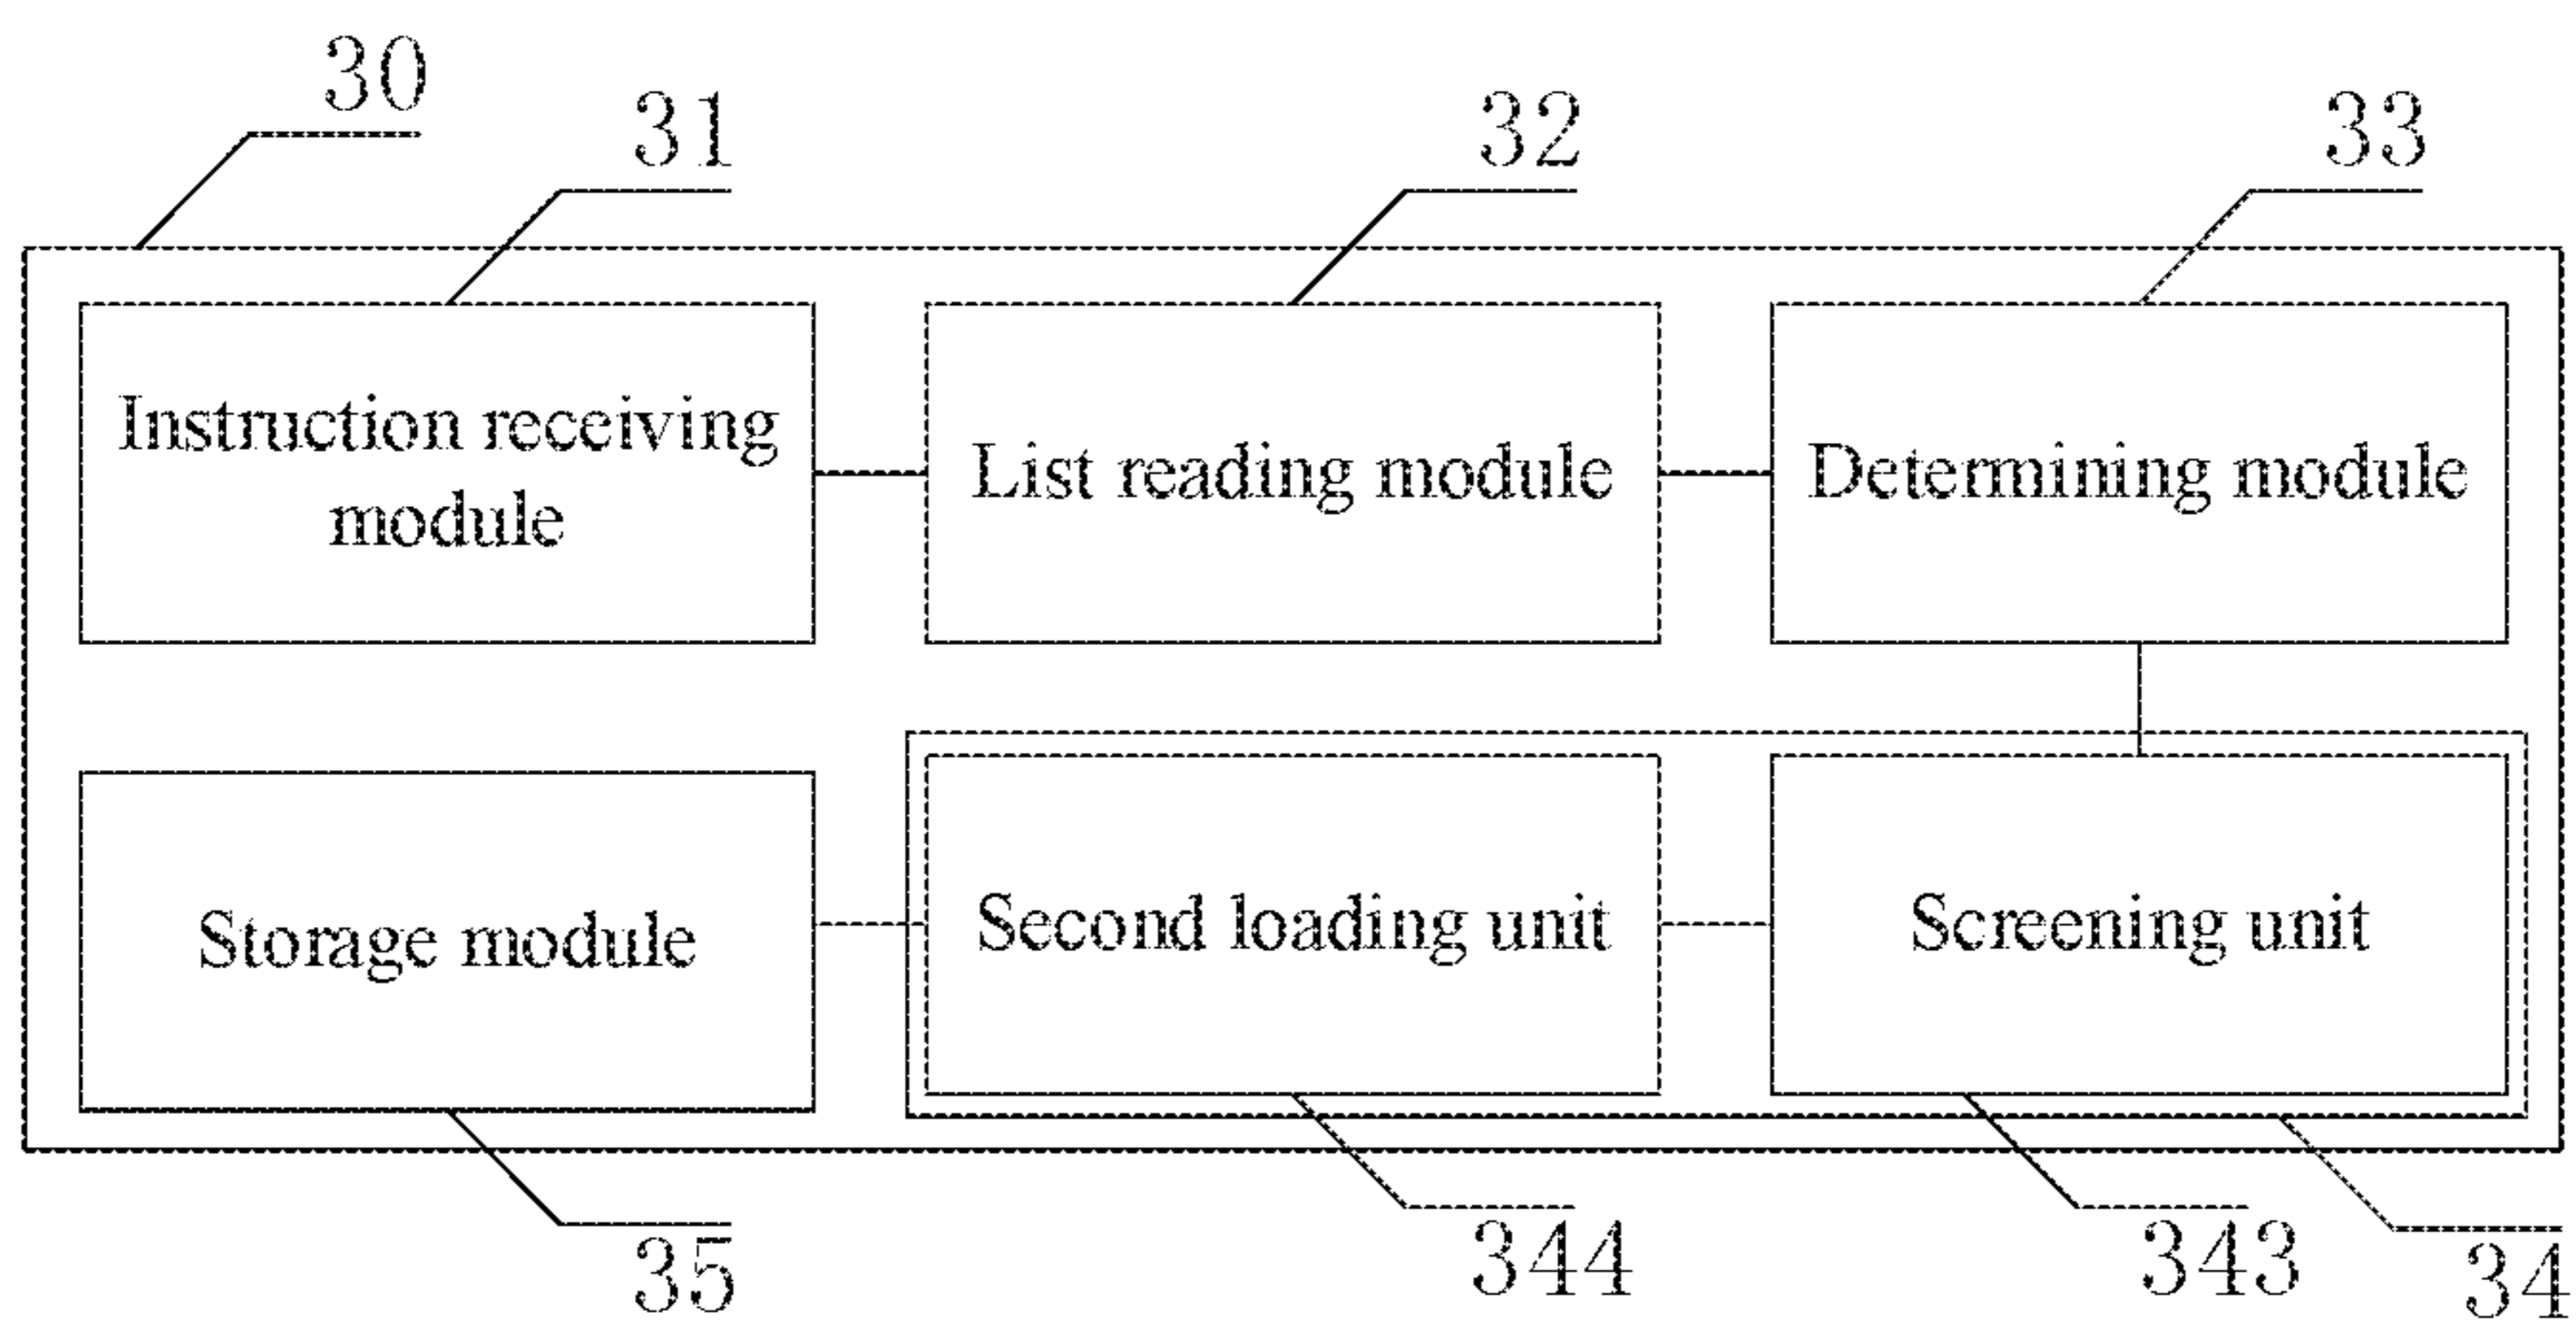 30
31
32
33
Instruction receiving
module
List reading module
Determining module
Storage module
Second loading unit
Screening unit
35
344
343
34